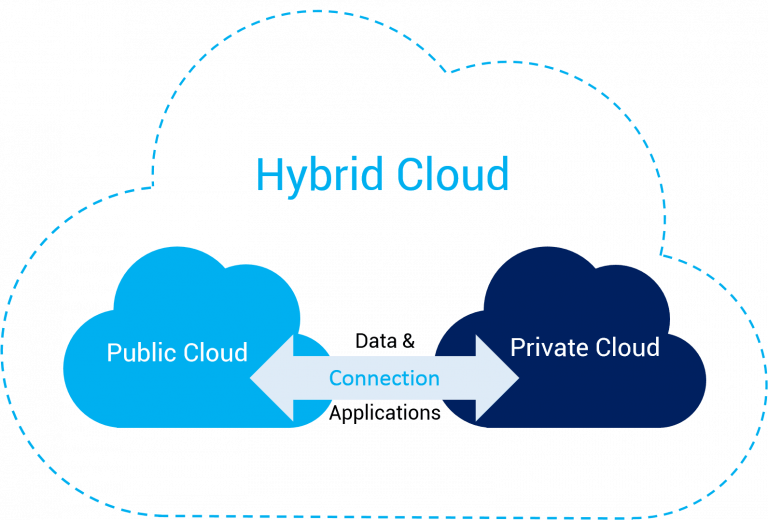 Hybrid Cloud
Public Cloud
Data &
Connection
Applications
Private Cloud